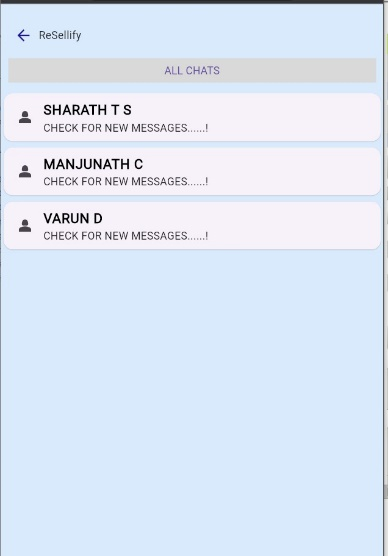 ReSellify
ALL CHATS
SHARATH T S
CHECK FOR NEW MESSAGES......!
MANJUNATH C
CHECK FOR NEW MESSAGES......!
VARUN D
CHECK FOR NEW MESSAGES......!